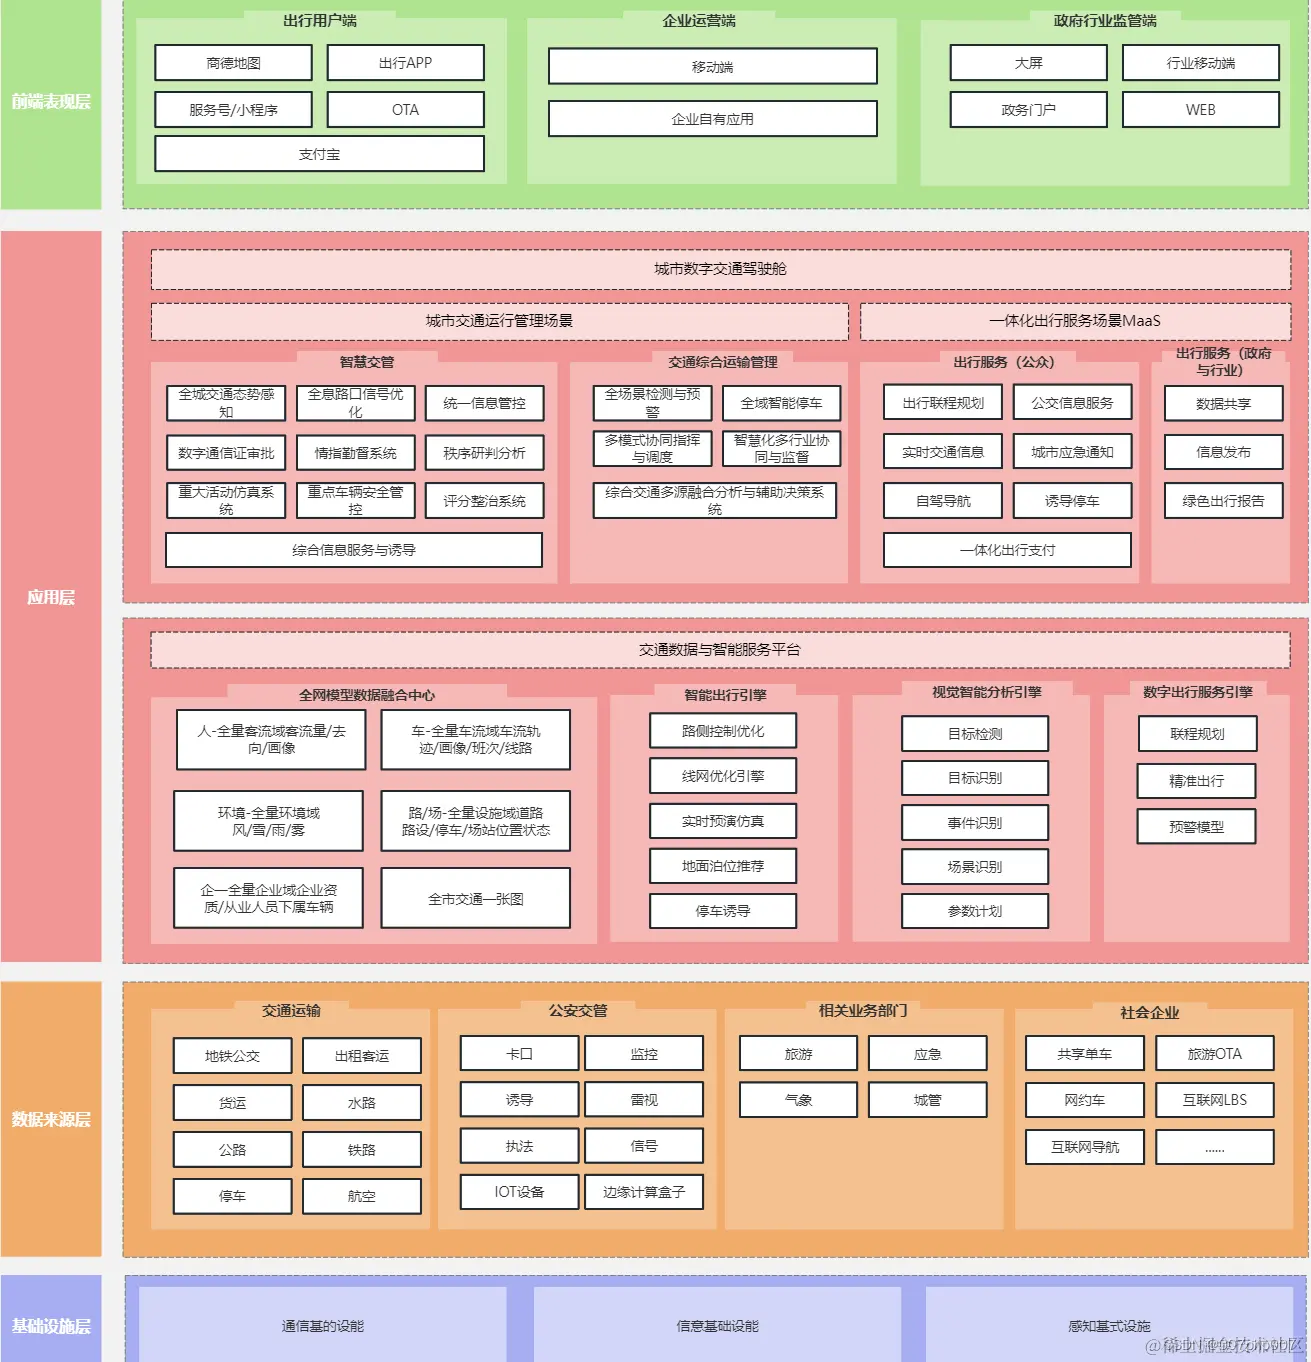 前端表现层
出行用户端
商德地图
出行APP
服务号/小程序
OTA
支付宝
企业运营端
移动端
企业自有应用
政府行业监管端
大屏
行业移动端
政务门户
WEB
应用层
城市数字交通驾驶舱
城市交通运行管理场景
一体化出行服务场景MaaS
智慧交管
全城交通态势感
知
全息路口信号优
化
统一信息管控
数字通信证审批
情指勤督系统
秩序研判分析
重大活动仿真系
统
重点车辆安全管
控
评分整治系统
综合信息服务与诱导
交通综合运输管理
全场景检测与预
警
全域智能停车
多模式协同指挥
与调度
智慧化多行业协
同与监督
综合交通多源融合分析与辅助决策系
统
出行服务（公众）
出行联程规划
公交信息服务
实时交通信息
城市应急通知
自驾导航
诱导停车
一体化出行支付
出行服务（政府
与行业）
数据共享
信息发布
绿色出行报告
交通数据与智能服务平台
全网模型数据融合中心
人-全量客流域客流量/去
向/画像
车-全量车流域车流轨
迹/画像/班次/线路
环境-全量环境域
风/雪/雨/雾
路/场-全量设施域道路
路设/停车/场站位置状态
企—全量企业域企业资
质/从业人员下属车辆
全市交通一张图
智能出行引擎
路侧控制优化
线网优化引擎
实时预演仿真
地面泊位推荐
停车诱导
视觉智能分析引擎
目标检测
目标识别
事件识别
场景识别
参数计划
数字出行服务引擎
联程规划
精准出行
预警模型
数据来源层
交通运输
地铁公交
出租客运
货运
水路
公路
铁路
停车
航空
公安交管
卡口
监控
诱导
雷视
执法
信号
IOT设备
边缘计算盒子
相关业务部门
旅游
应急
气象
城管
社会企业
共享单车
旅游OTA
网约车
互联网LBS
互联网导航
......
基础设施层
通信基的设能
信意基础设能
感知基式设施
@稀土掘金技术社区